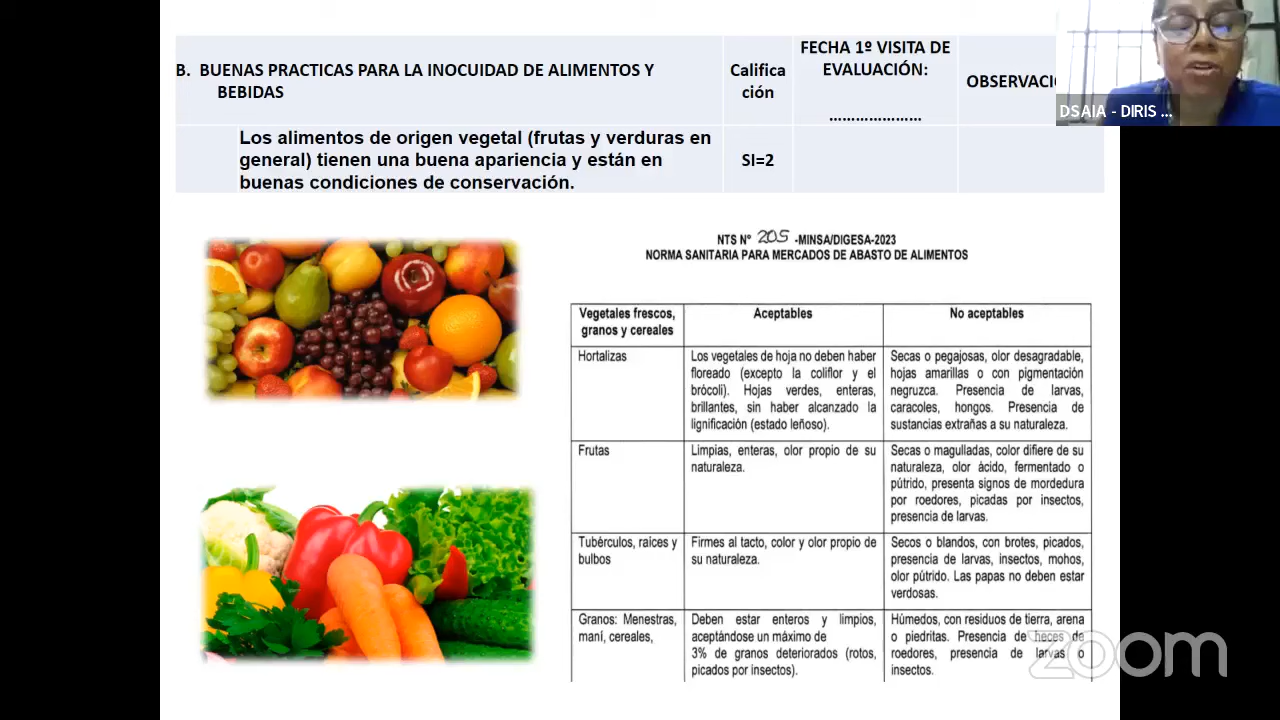 B. BUENAS PRACTICAS PARA LA INOCUIDAD DE ALIMENTOS Y
BEBIDAS
Califica
ción
FECHA 1º VISITA DE
EVALUACIÓN:
.....................
DSAIA - DIRIS ...
Los alimentos de origen vegetal (frutas y verduras en
general) tienen una buena apariencia y están en
buenas condiciones de conservación.
SI=2
NTS N° 205 -MINSA/DIGESA-2023
NORMA SANITARIA PARA MERCADOS DE ABASTO DE ALIMENTOS
Vegetales frescos,
granos y cereales
Aceptables
No aceptables
Hortalizas
Los vegetales de hoja no deben haber
floreado (excepto la coliflor y el
brócoli). Hojas verdes, enteras,
brillantes, sin haber alcanzado la
lignificación (estado leñoso).
Secas o pegajosas, olor desagradable,
hojas amarillas o con pigmentación
negruzca. Presencia de larvas,
caracoles, hongos. Presencia de
sustancias extrañas a su naturaleza.
Frutas
Limpias, enteras, olor propio de su
naturaleza.
Secas o magulladas, color difiere de su
naturaleza, olor ácido, fermentado o
pútrido, presenta signos de mordedura
por roedores, picadas por insectos,
presencia de larvas.
Tubérculos, raíces y
bulbos
Firmes al tacto, color y olor propio de
su naturaleza.
Secos o blandos, con brotes, picados,
presencia de larvas, insectos, mohos,
olor pútrido. Las papas no deben estar
verdosas.
Granos: Menestras,
maní, cereales,
Deben estar enteros y limpios,
aceptándose un máximo de
3% de granos deteriorados (rotos,
picados por insectos).
Húmedos, con residuos de tierra, arena
o piedritas. Presencia de heces de
roedores, presencia de larvas o
insectos.
zoom